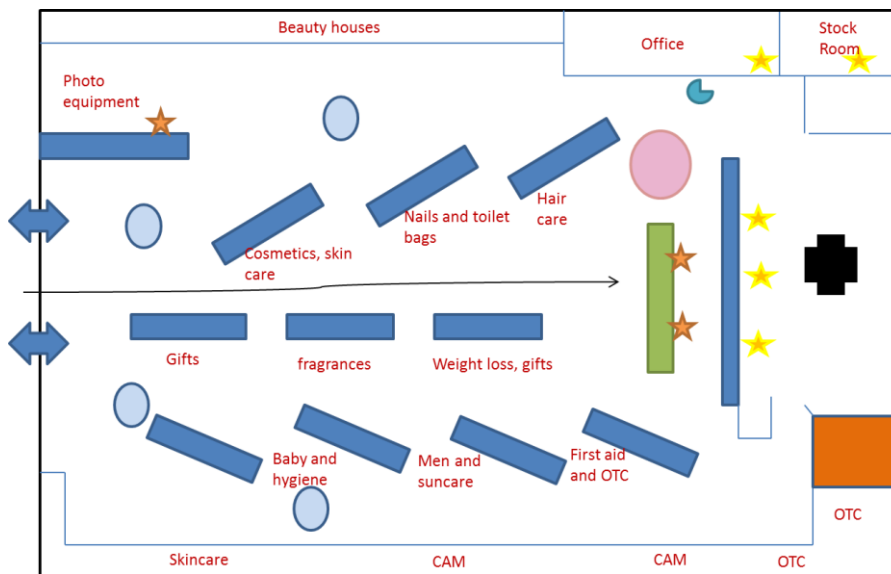 Beauty houses
Office
Stock
Room
Photo
equipment
Hair
care
Nails and toilet
bags
Cosmetics, skin
care
Gifts
fragrances
Weight loss, gifts
Baby and
hygiene
Men and
suncare
First aid
and OTC
OTC
Skincare
CAM
CAM
OTC